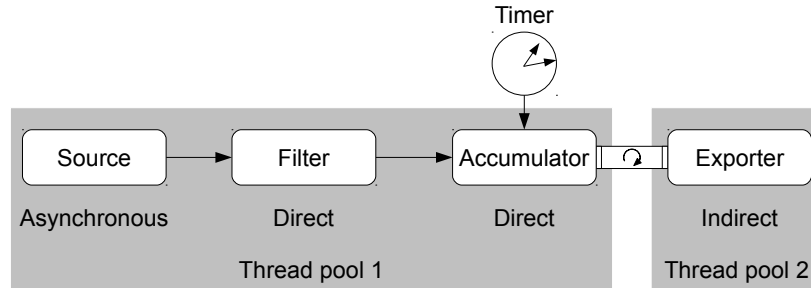 Timer
Source
Filter
Accumulator
Exporter
Asynchronous
Direct
Direct
Indirect
Thread pool 1
Thread pool 2